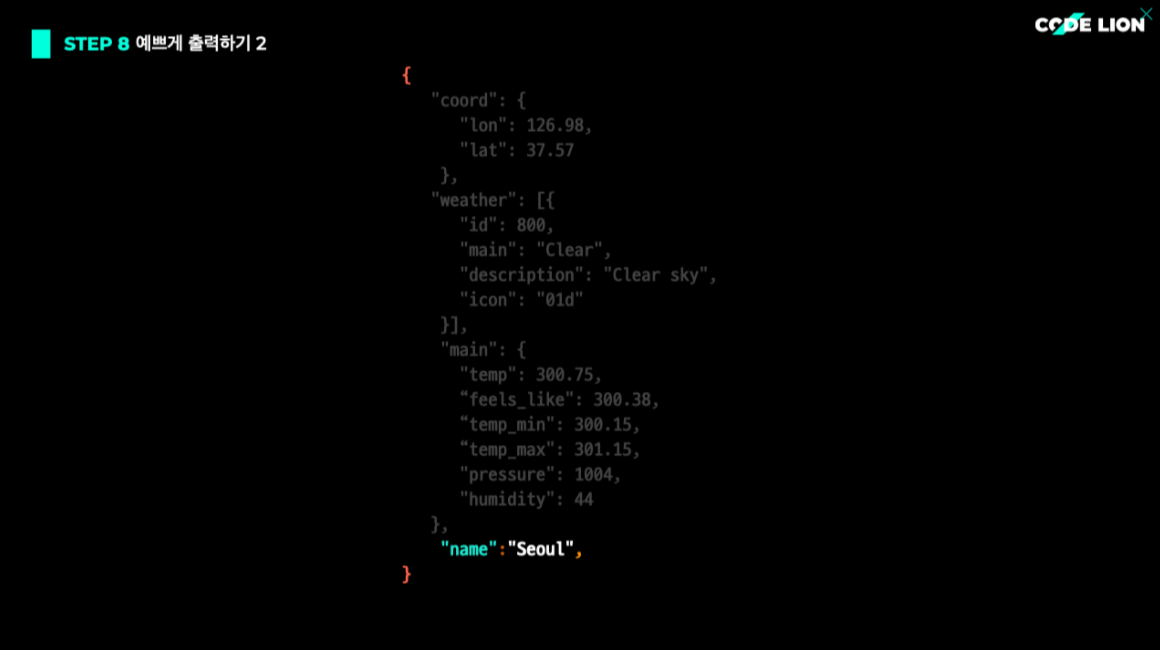 CODE LION
STEP 8 예쁘게 출력하기 2
{
"coord": {
"lon": 126.98,
"lat": 37.57
},
"weather": [{
"id": 800,
"main": "Clear",
"description": "Clear sky",
"icon": "01d"
}],
"main": {
"temp": 300.75,
“feels_like": 300.38,
“temp_min": 300.15,
“temp_max": 301.15,
"pressure": 1004,
"humidity": 44
},
"name":"Seoul",
}